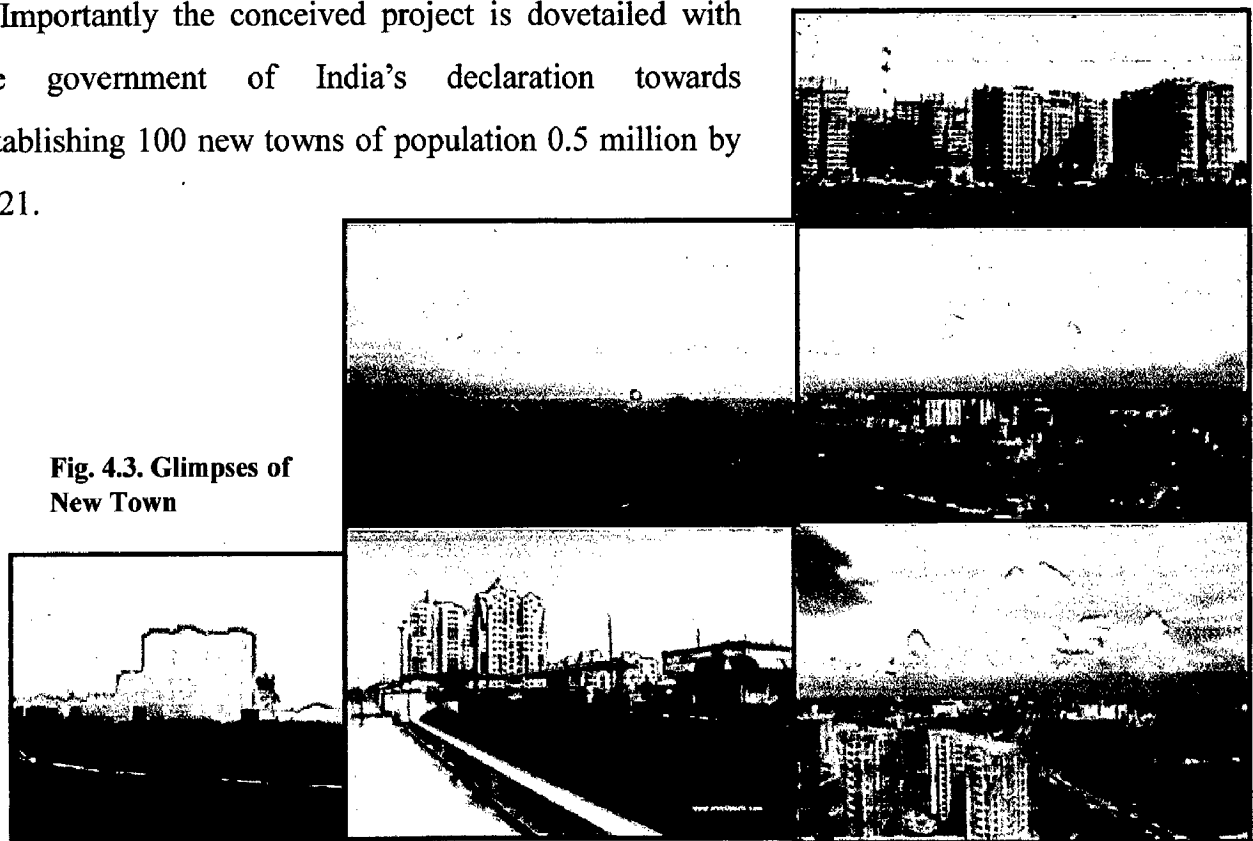 Importantly the conceived project is dovetailed with
e government of India's declaration towards
tablishing 100 new towns of population 0.5 million by
21.
Fig. 4.3. Glimpses of
New Town